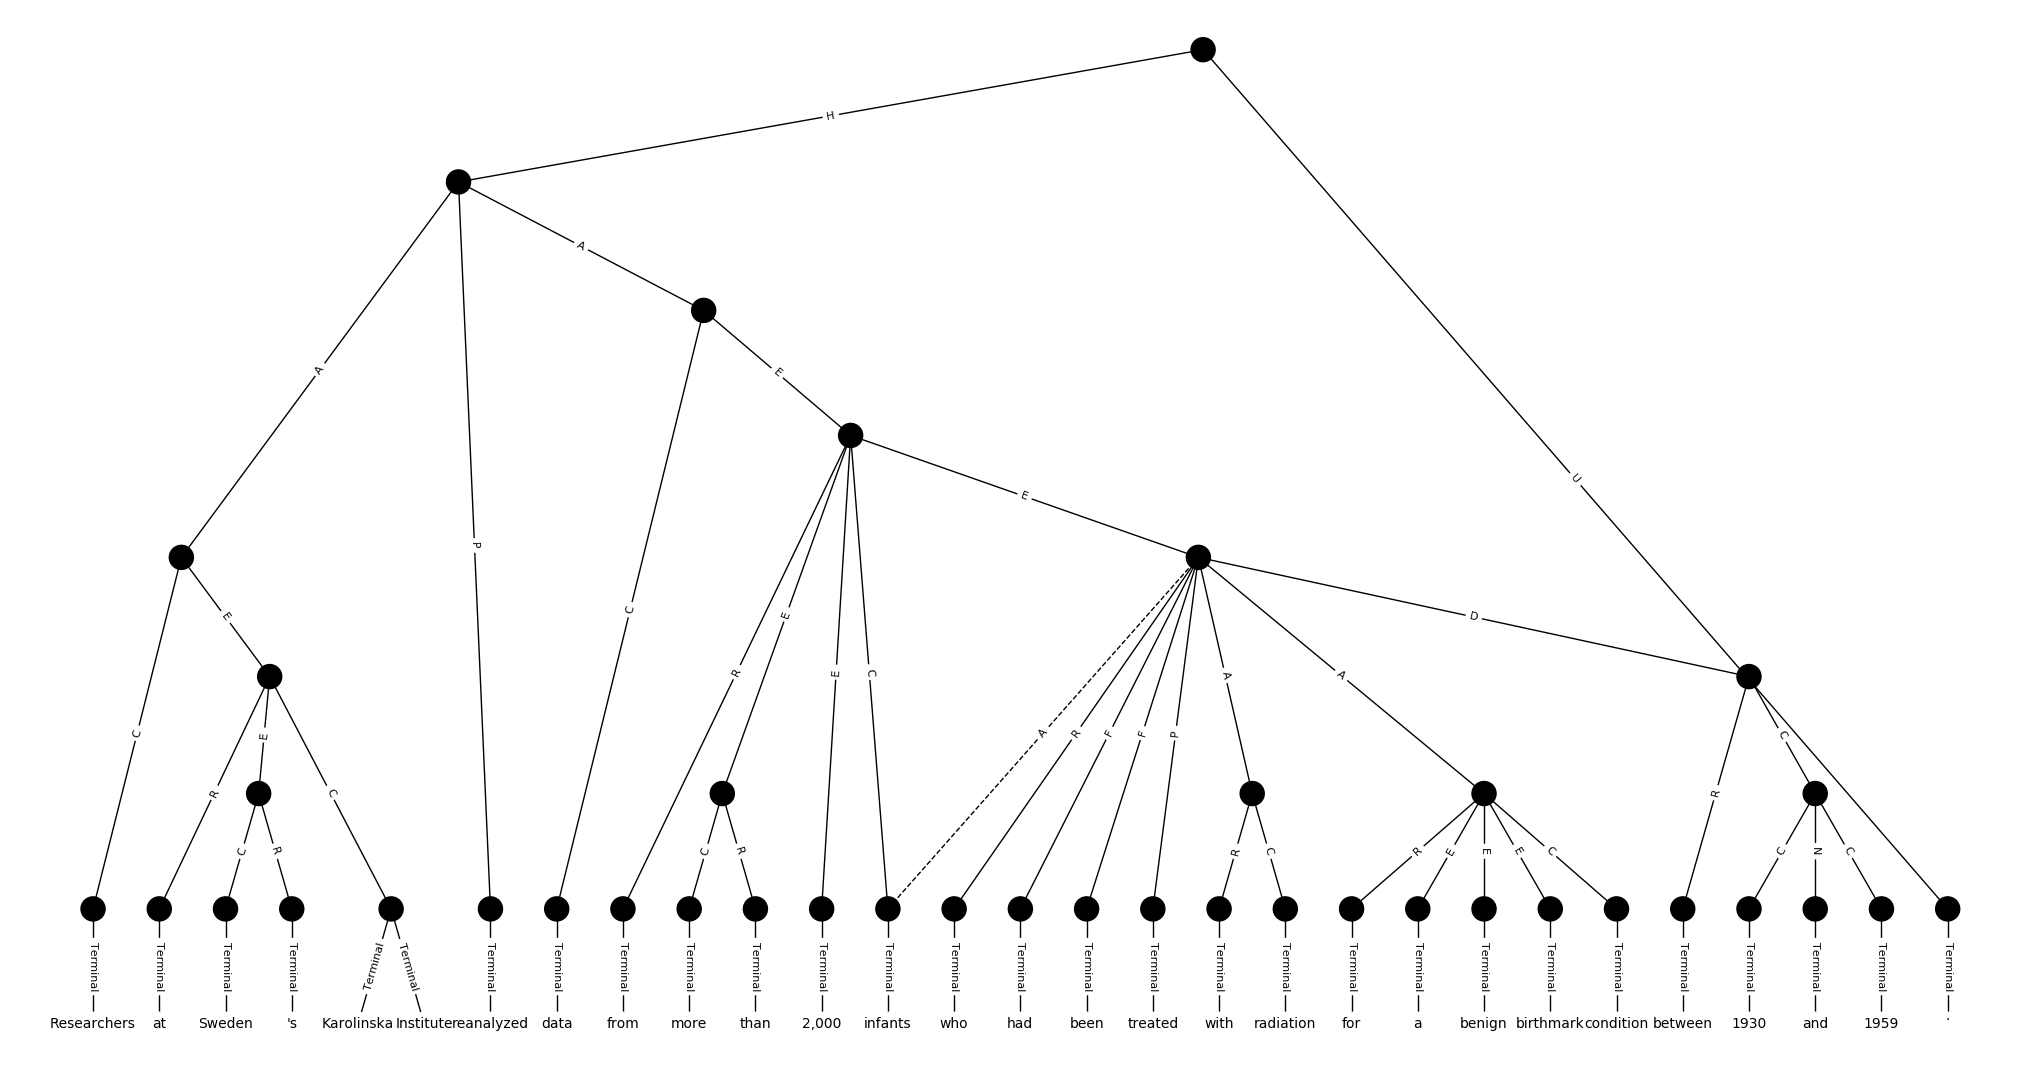 H
A
A
E
A
E
U
P
C
D
E
R
E
E
C
A
A
C
E
A
R
F
F
P
C
R
C
R
C
R
C
R
C
R
R
C
R
E
E
E
C
C
N
C
Terminal Terminal Terminal Terminal Terminal Terminal Terminal Terminal Terminal Terminal Terminal Terminal Terminal Terminal Terminal Terminal Terminal Terminal Terminal Terminal Terminal Terminal Terminal Terminal Terminal Terminal Terminal Terminal Terminal
Researchers at Sweden 's Karolinska Institute reanalyzed data from more than 2,000 infants who had been treated with radiation for a benign birthmark condition between 1930 and 1959 .